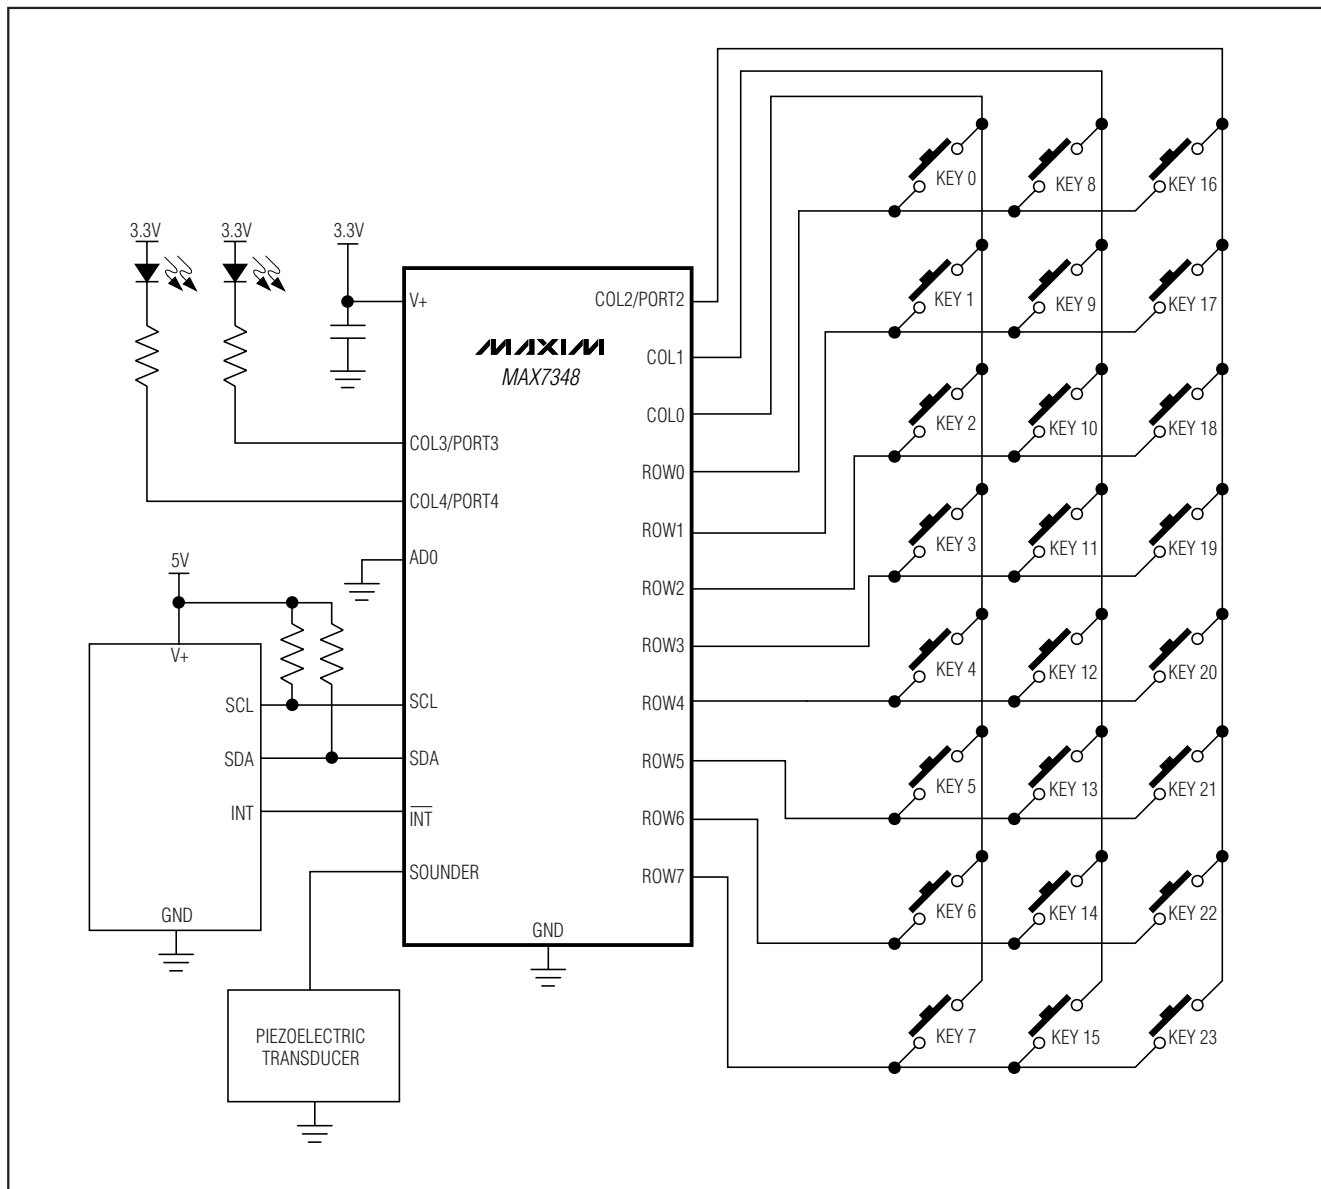 3.3V
3.3V
3.3V
MAXIM
MAX7348
V+
COL3/PORT3
COL4/PORT4
AD0
SCL
SDA
INT
SOUNDER
GND
COL2/PORT2
COL1
COL0
ROW0
ROW1
ROW2
ROW3
ROW4
ROW5
ROW6
ROW7
5V
V+
SCL
SDA
INT
GND
PIEZOELECTRIC
TRANSDUCER
KEY 0
KEY 8
KEY 16
KEY 1
KEY 9
KEY 17
KEY 2
KEY 10
KEY 18
KEY 3
KEY 11
KEY 19
KEY 4
KEY 12
KEY 20
KEY 5
KEY 13
KEY 21
KEY 6
KEY 14
KEY 22
KEY 7
KEY 15
KEY 23